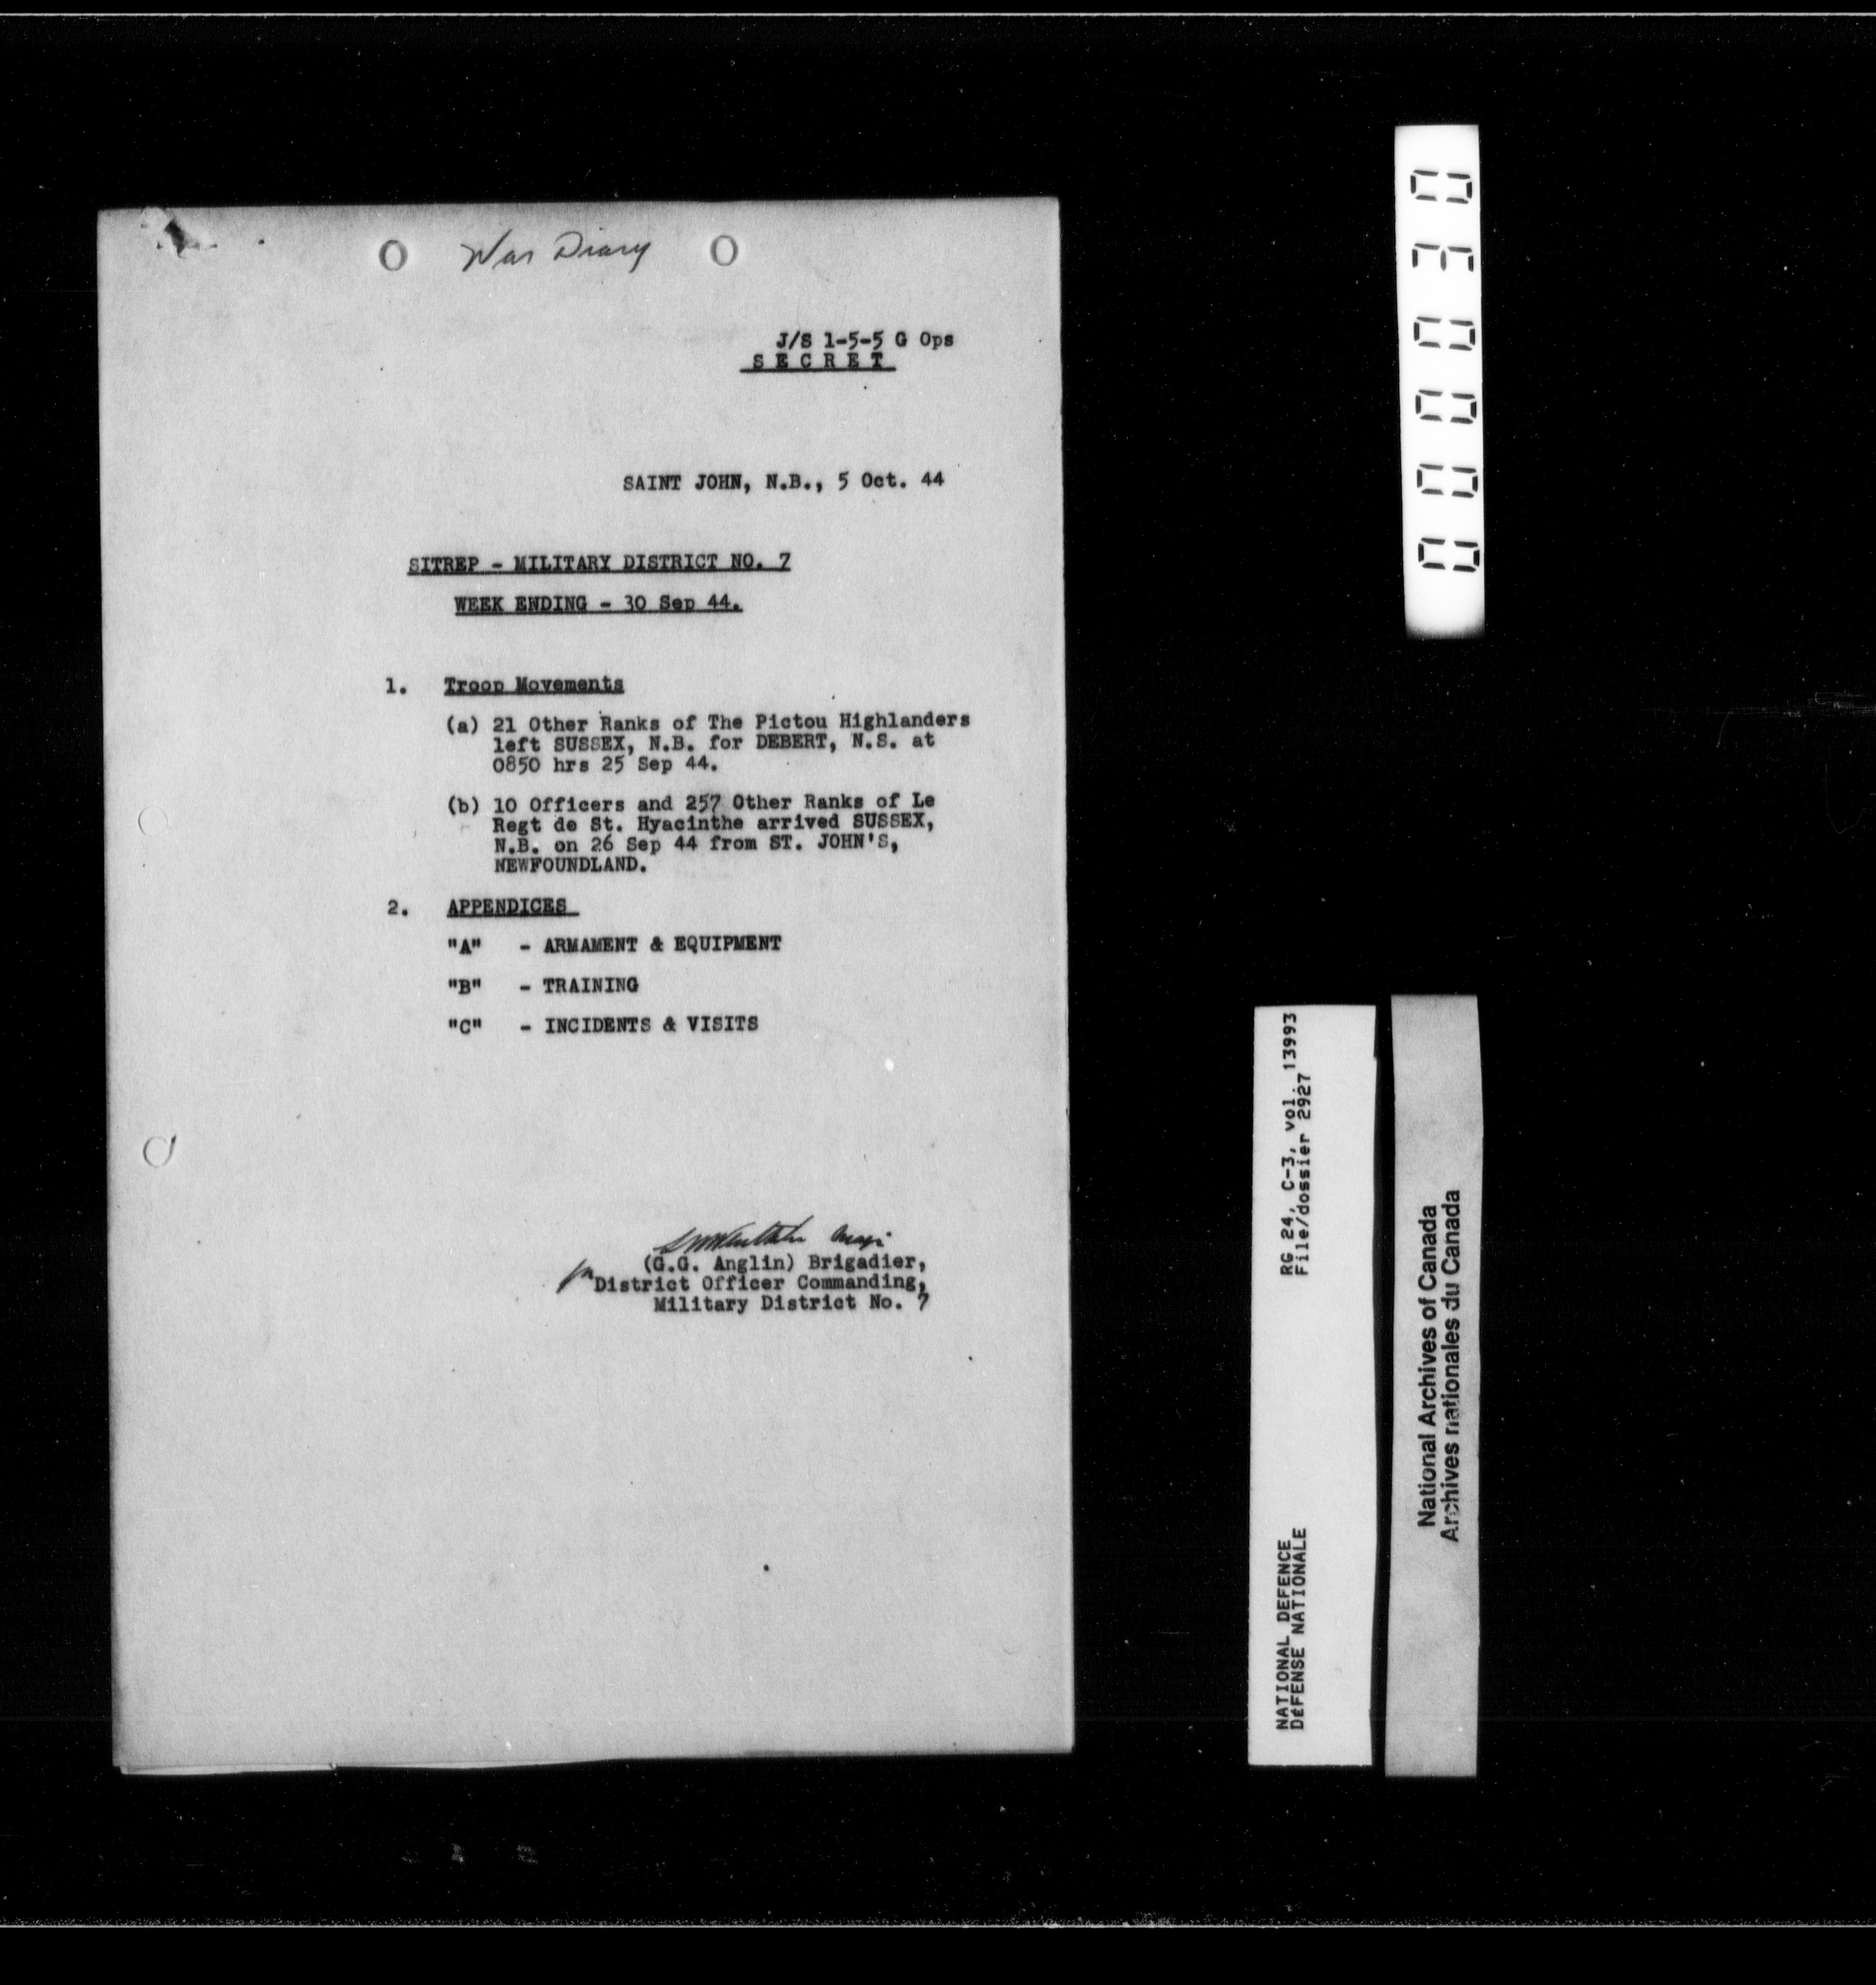 War Diary
J/S 1-5-5 G Ops
SECRET
SAINT JOHN, N.B., 5 Oct. 44
SITREP - MILITARY DISTRICT NO. 7
WEEK ENDING - 30 Sep 44.
1. Troop Movements
(a) 21 Other Ranks of The Pictou Highlanders
left SUSSEX, N.B. for DEBERT, N.S. at
0850 hrs 25 Sep 44.
(b) 10 Officers and 257 Other Ranks of Le
Regt de St. Hyacinthe arrived SUSSEX,
N.B. on 26 Sep 44 from ST. JOHN'S,
NEWFOUNDLAND.
2. APPENDICES
"A" - ARMAMENT & EQUIPMENT
"B" - TRAINING
"C" - INCIDENTS & VISITS
Maj
(G.G. Anglin) Brigadier,
for District Officer Commanding,
Military District No. 7
000030
NATIONAL DEFENCE RG 24, C-3, vol. 13993
DÉFENSE NATIONALE File/dossier 2927
National Archives of Canada
Archives nationales du Canada